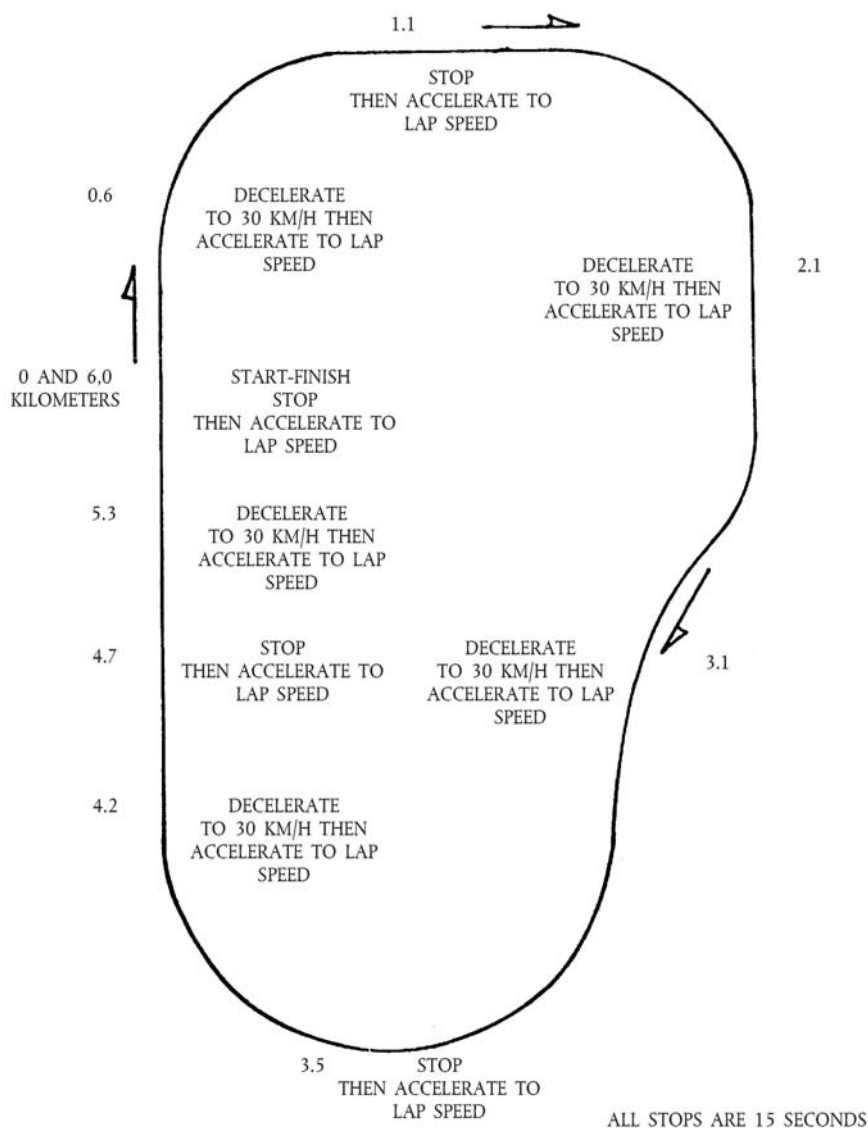 1.1
STOP
THEN ACCELERATE TO
LAP SPEED
0.6
DECELERATE
TO 30 KM/H THEN
ACCELERATE TO LAP
SPEED
DECELERATE
TO 30 KM/H THEN
ACCELERATE TO LAP
SPEED
2.1
0 AND 6,0
KILOMETERS
START-FINISH
STOP
THEN ACCELERATE TO
LAP SPEED
5.3
DECELERATE
TO 30 KM/H THEN
ACCELERATE TO LAP
SPEED
4.7
STOP
THEN ACCELERATE TO
LAP SPEED
DECELERATE
TO 30 KM/H THEN
ACCELERATE TO LAP
SPEED
3.1
4.2
DECELERATE
TO 30 KM/H THEN
ACCELERATE TO LAP
SPEED
3.5
STOP
THEN ACCELERATE TO
LAP SPEED
ALL STOPS ARE 15 SECONDS